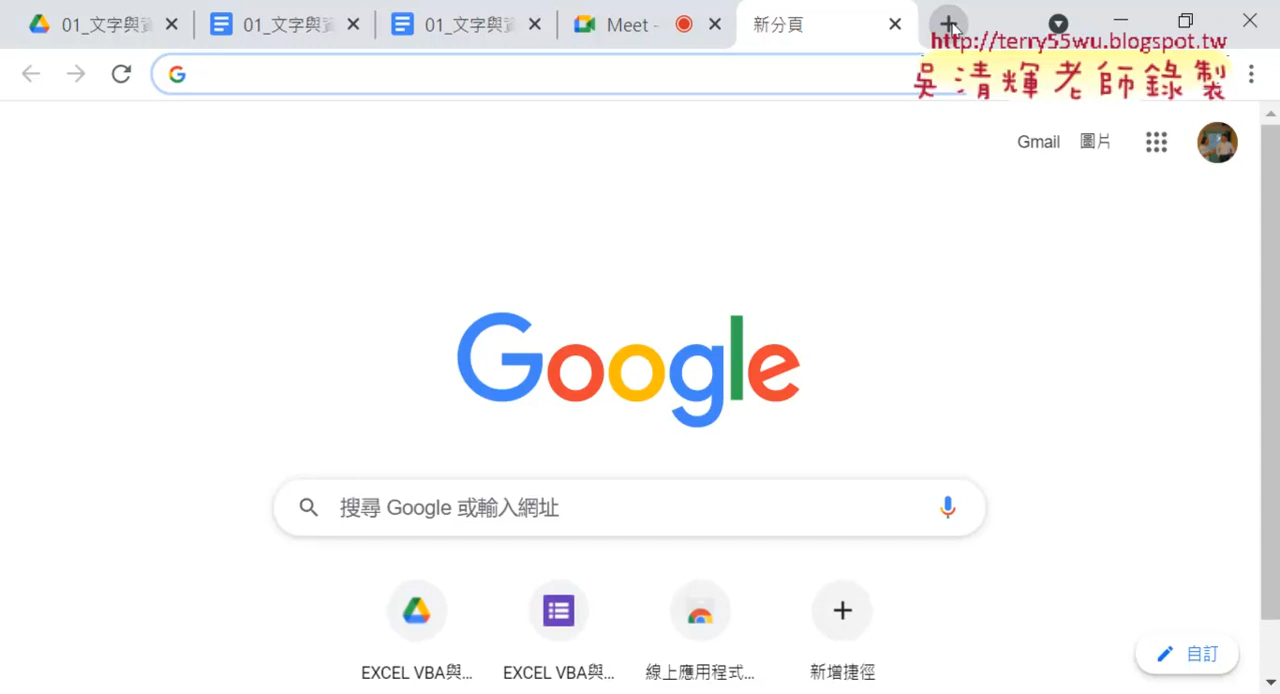 01_文字與
01_文字與
01_文字與
Meet -
新分頁
http://terry55wu.blogspot.tw
吳清輝老師錄製
Gmail
圖片
Google
搜尋 Google 或輸入網址
EXCEL VBA與...
EXCEL VBA與...
線上應用程式...
新增捷徑
自訂